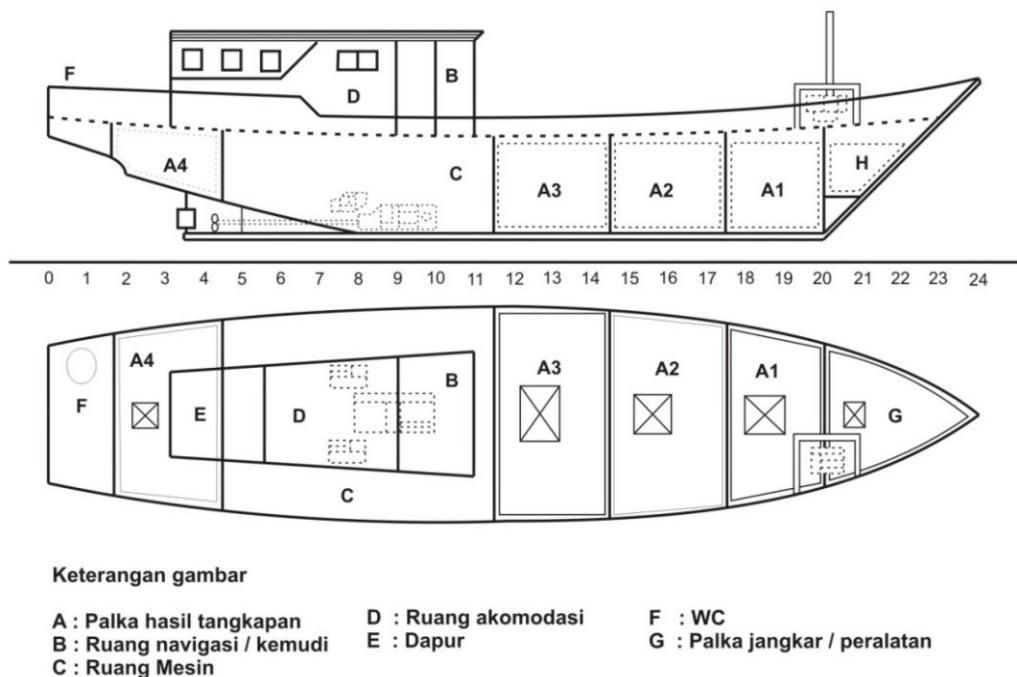 F
D
B
A4
C
A3
A2
A1
H
0 1 2 3 4 5 6 7 8 9 10 11 12 13 14 15 16 17 18 19 20 21 22 23 24
A4
B
A3
A2
A1
F
E
D
G
C
Keterangan gambar
A : Palka hasil tangkapan
B : Ruang navigasi / kemudi
C : Ruang Mesin
D : Ruang akomodasi
E : Dapur
F : WC
G : Palka jangkar / peralatan